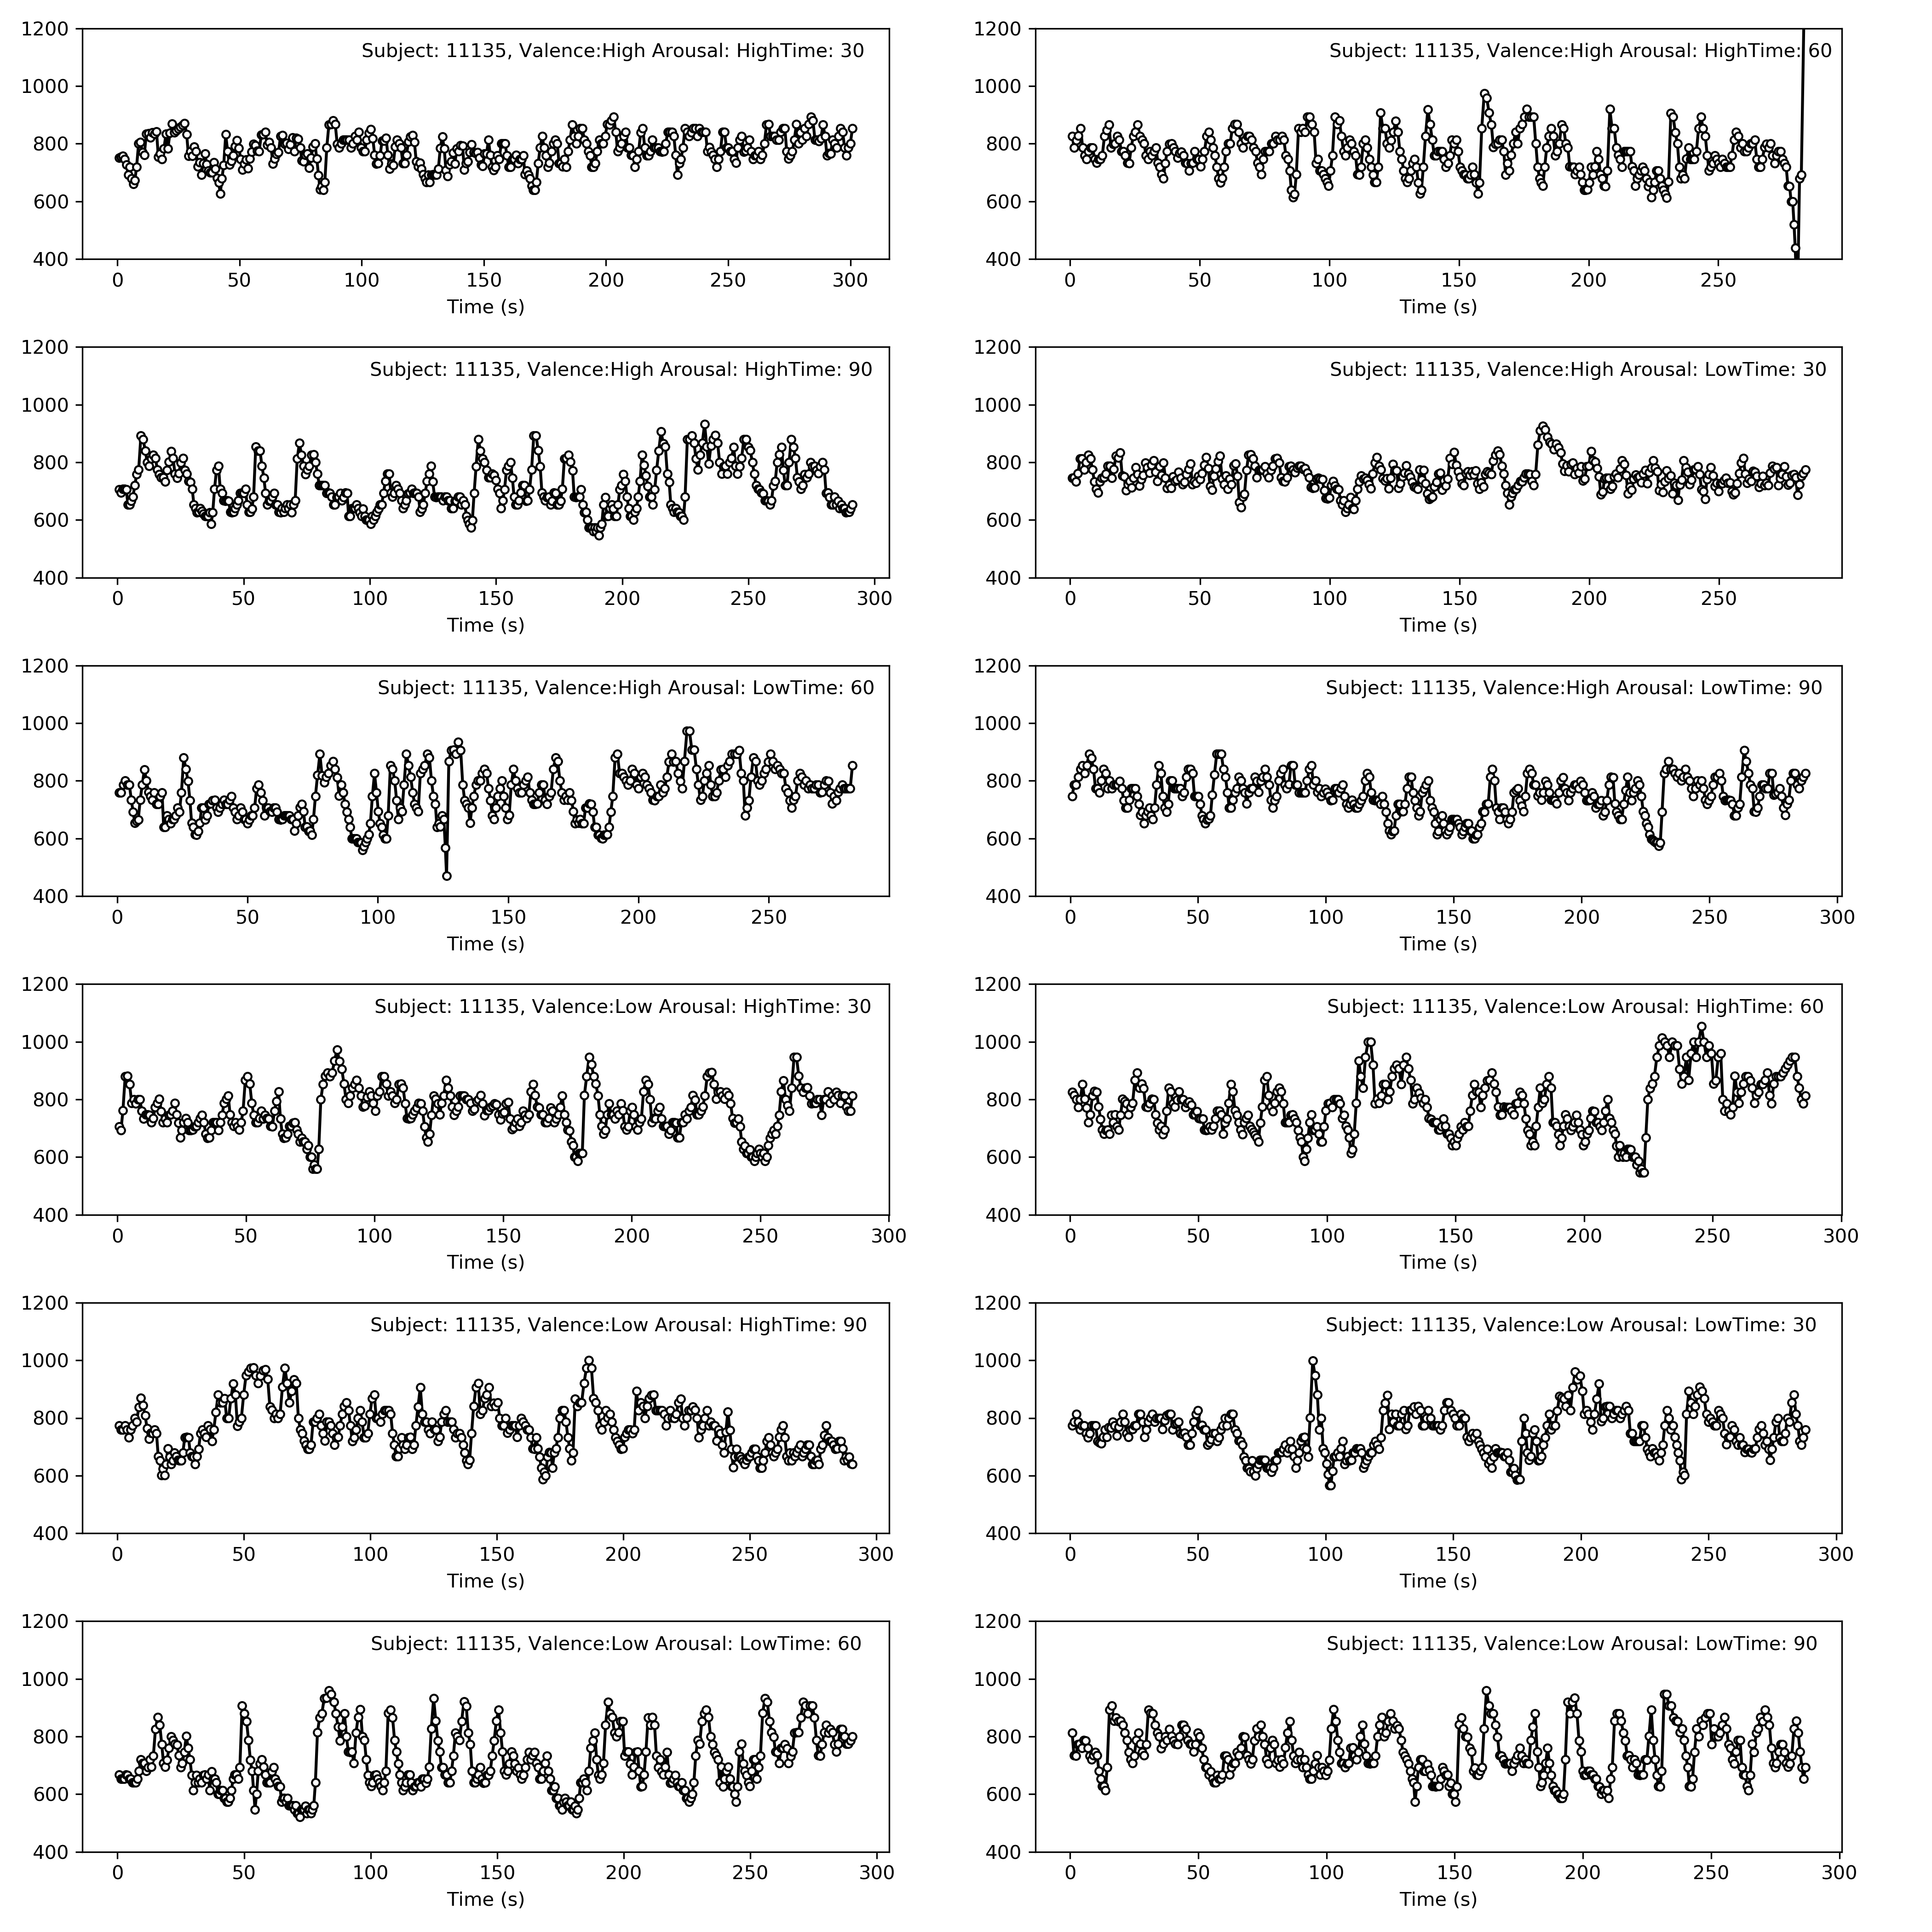 1200
1000
800
600
400
Subject: 11135, Valence:High Arousal: HighTime: 30
0 50 100 150 200 250 300
Time (s)
1200
1000
800
600
400
Subject: 11135, Valence:High Arousal: HighTime: 60
0 50 100 150 200 250
Time (s)
1200
1000
800
600
400
Subject: 11135, Valence:High Arousal: HighTime: 90
0 50 100 150 200 250 300
Time (s)
1200
1000
800
600
400
Subject: 11135, Valence:High Arousal: LowTime: 30
0 50 100 150 200 250
Time (s)
1200
1000
800
600
400
Subject: 11135, Valence:High Arousal: LowTime: 60
0 50 100 150 200 250
Time (s)
1200
1000
800
600
400
Subject: 11135, Valence:High Arousal: LowTime: 90
0 50 100 150 200 250 300
Time (s)
1200
1000
800
600
400
Subject: 11135, Valence:Low Arousal: HighTime: 30
0 50 100 150 200 250 300
Time (s)
1200
1000
800
600
400
Subject: 11135, Valence:Low Arousal: HighTime: 60
0 50 100 150 200 250 300
Time (s)
1200
1000
800
600
400
Subject: 11135, Valence:Low Arousal: HighTime: 90
0 50 100 150 200 250 300
Time (s)
1200
1000
800
600
400
Subject: 11135, Valence:Low Arousal: LowTime: 30
0 50 100 150 200 250 300
Time (s)
1200
1000
800
600
400
Subject: 11135, Valence:Low Arousal: LowTime: 60
0 50 100 150 200 250 300
Time (s)
1200
1000
800
600
400
Subject: 11135, Valence:Low Arousal: LowTime: 90
0 50 100 150 200 250 300
Time (s)